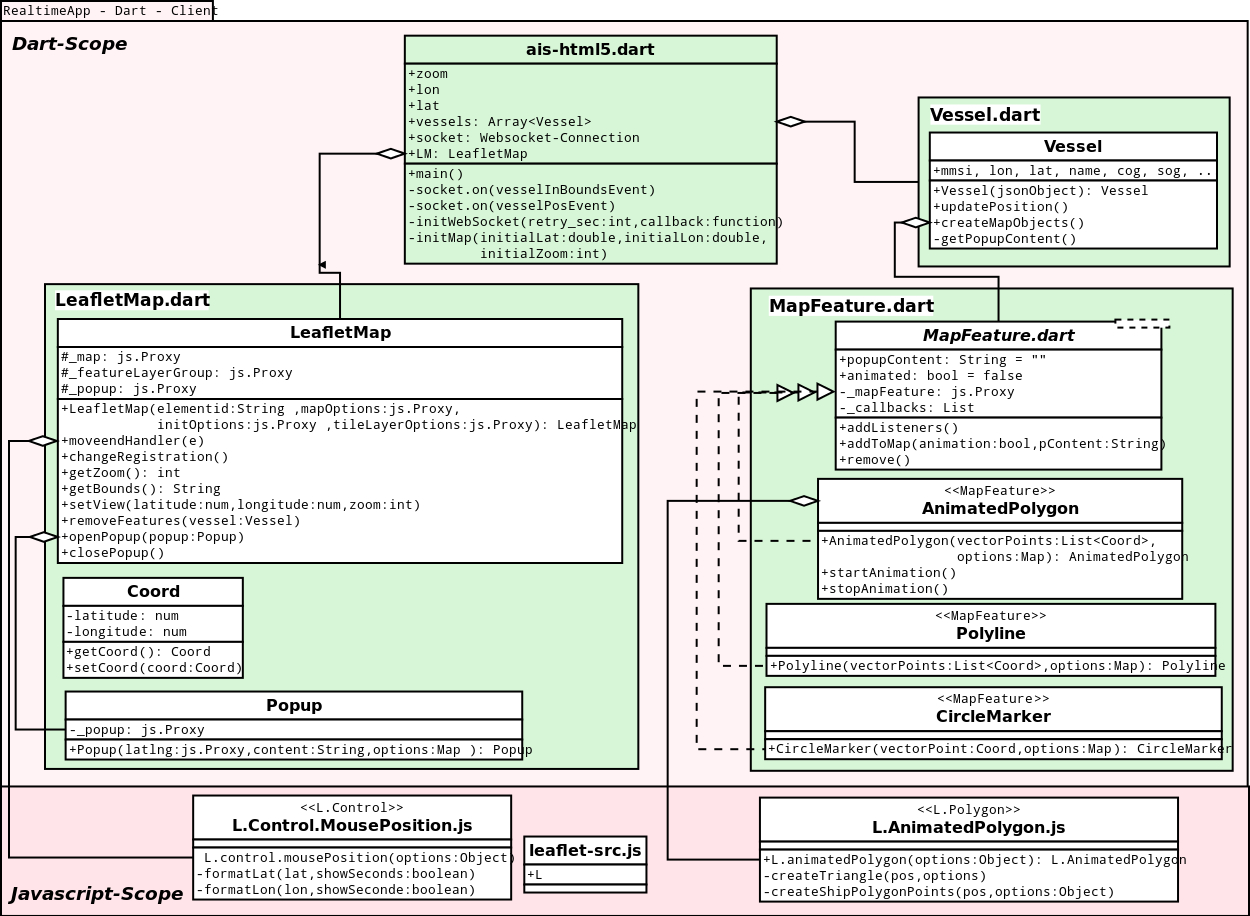 RealtimeApp - Dart - Client
Dart-Scope
ais-html5.dart
+zoom
+lon
+lat
+vessels: Array<Vessel>
+socket: Websocket-Connection
+LM: LeafletMap
+main()
-socket.on(vesselInBoundsEvent)
-socket.on(vesselPosEvent)
-initWebSocket(retry_sec:int,callback:function)
-initMap(initialLat:double,initialLon:double,
initialZoom:int)
Vessel.dart
Vessel
+mmsi, lon, lat, name, cog, sog, ..
+Vessel(jsonObject): Vessel
+updatePosition()
+createMapObjects()
-getPopupContent()
LeafletMap.dart
LeafletMap
#_map: js.Proxy
#_featureLayerGroup: js.Proxy
#_popup: js.Proxy
+LeafletMap(elementid:String ,mapOptions:js.Proxy,
initOptions:js.Proxy ,tileLayerOptions:js.Proxy): LeafletMap
+moveendHandler(e)
+changeRegistration()
+getZoom(): int
+getBounds(): String
+setView(latitude:num,longitude:num,zoom:int)
+removeFeatures(vessel:Vessel)
+openPopup(popup:Popup)
+closePopup()
Coord
-latitude: num
-longitude: num
+getCoord(): Coord
+setCoord(coord:Coord)
Popup
-_popup: js.Proxy
+Popup(latlng:js.Proxy,content:String,options:Map ): Popup
MapFeature.dart
MapFeature.dart
+popupContent: String = ""
+animated: bool = false
-_mapFeature: js.Proxy
-_callbacks: List
+addListeners()
+addToMap(animation:bool,pContent:String)
+remove()
<<MapFeature>>
AnimatedPolygon
+AnimatedPolygon(vectorPoints:List<Coord>,
options:Map): AnimatedPolygon
+startAnimation()
+stopAnimation()
<<MapFeature>>
Polyline
+Polyline(vectorPoints:List<Coord>,options:Map): Polyline
<<MapFeature>>
CircleMarker
+CircleMarker(vectorPoint:Coord,options:Map): CircleMarker
Javascript-Scope
<<L.Control>>
L.Control.MousePosition.js
L.control.mousePosition(options:Object)
-formatLat(lat,showSeconds:boolean)
-formatLon(lon,showSeconde:boolean)
leaflet-src.js
+L
<<L.Polygon>>
L.AnimatedPolygon.js
+L.animatedPolygon(options:Object): L.AnimatedPolygon
-createTriangle(pos,options)
-createShipPolygonPoints(pos,options:Object)